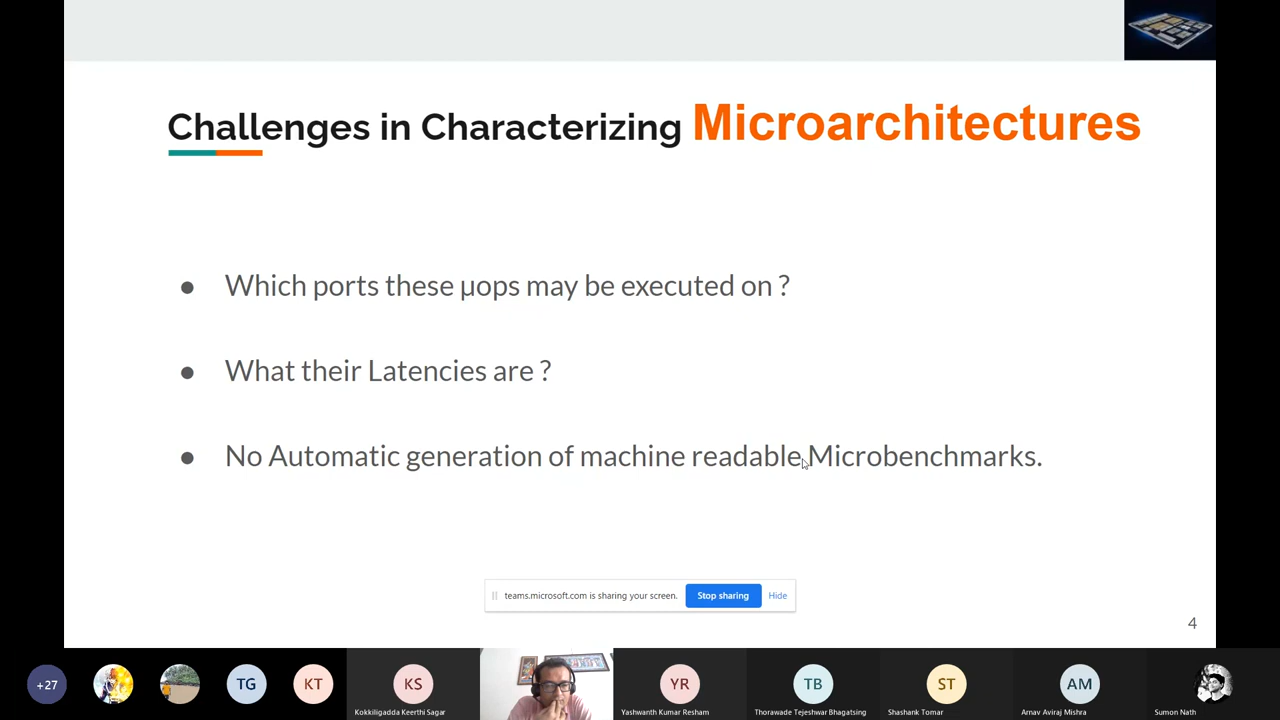 Challenges in Characterizing Microarchitectures
● Which ports these μops may be executed on ?
● What their Latencies are ?
● No Automatic generation of machine readable Microbenchmarks.
teams.microsoft.com is sharing your screen. Stop sharing Hide
4
+27 TG KT KS YR TB ST AM
Kokkiligadda Keerthi Sagar Yashwanth Kumar Resham Thorawade Tejeshwar Bhagatsing Shashank Tomar Arnav Aviraj Mishra Sumon Nath